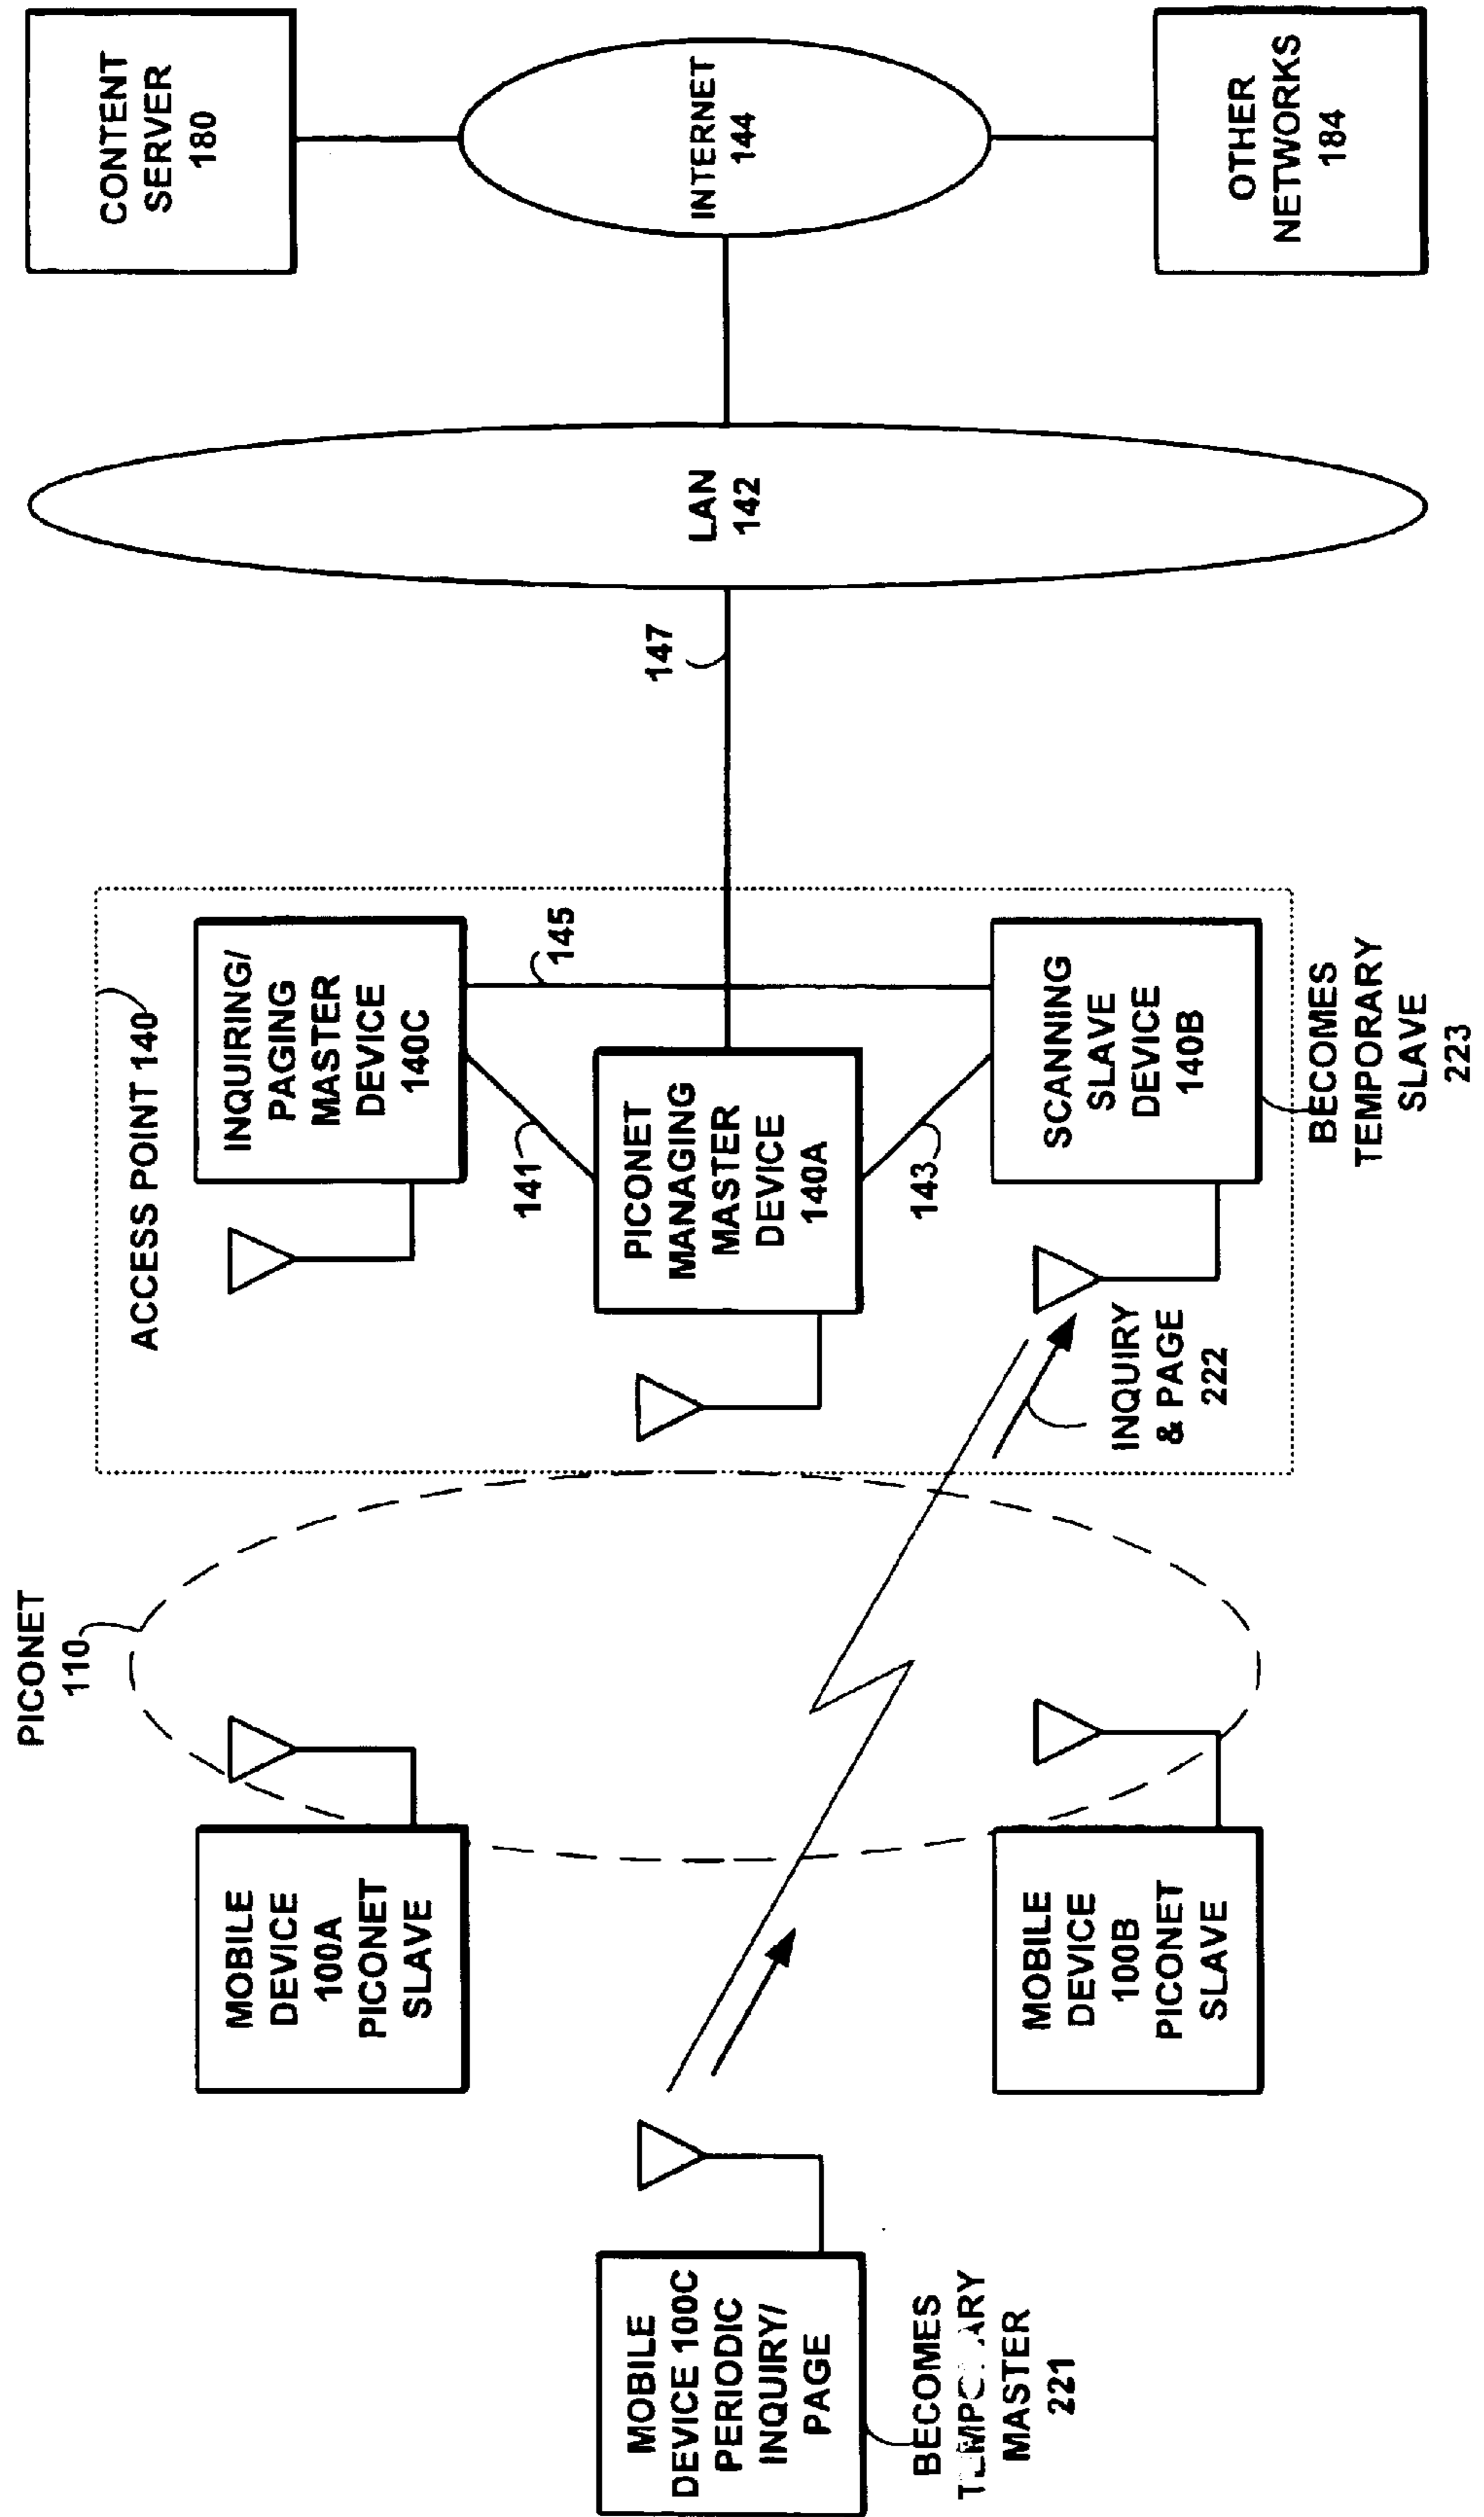 PICONET
110
MOBILE
DEVICE
100A
PICONET
SLAVE
MOBILE
DEVICE 100C
PERIODIC
INQUIRY/
PAGE
BECOMES
TEMPORARY
MASTER
221
MOBILE
DEVICE
100B
PICONET
SLAVE
ACCESS POINT 140
INQUIRING/
PAGING
MASTER
DEVICE
140C
141
145
PICONET
MANAGING
MASTER
DEVICE
140A
143
INQUIRY
& PAGE
222
SCANNING
SLAVE
DEVICE
140B
BECOMES
TEMPORARY
SLAVE
223
147
LAN
142
CONTENT
SERVER
180
INTERNET
144
OTHER
NETWORKS
184